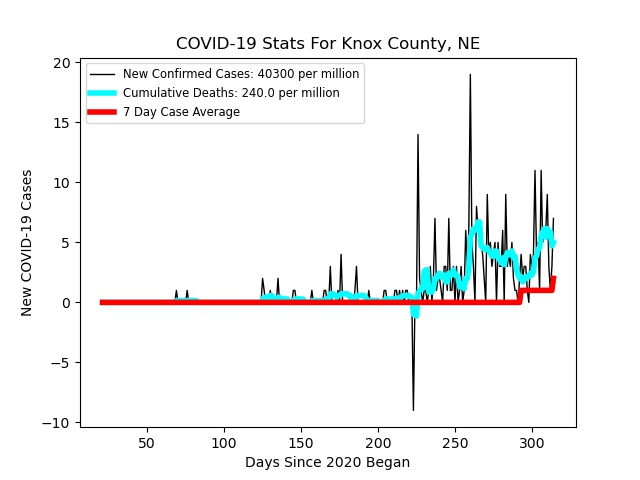 COVID-19 Stats For Knox County, NE
New Confirmed Cases: 40300 per million
Cumulative Deaths: 240.0 per million
7 Day Case Average
New COVID-19 Cases
20
15
10
5
0
−5
−10
50 100 150 200 250 300
Days Since 2020 Began